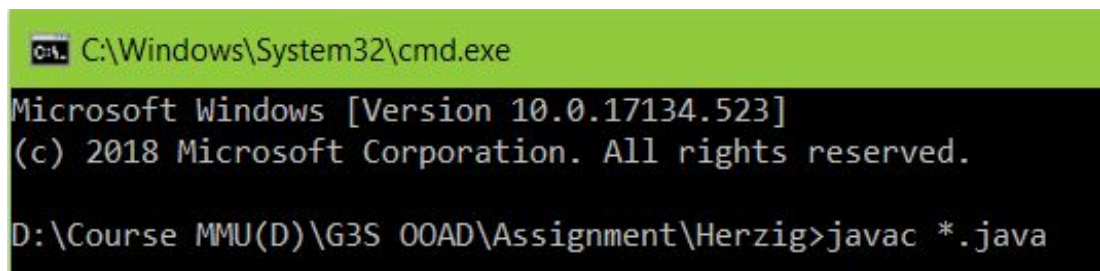 C:\Windows\System32\cmd.exe
Microsoft Windows [Version 10.0.17134.523]
(c) 2018 Microsoft Corporation. All rights reserved.
D:\Course MMU(D)\G3S OOAD\Assignment\Herzig>javac *.java